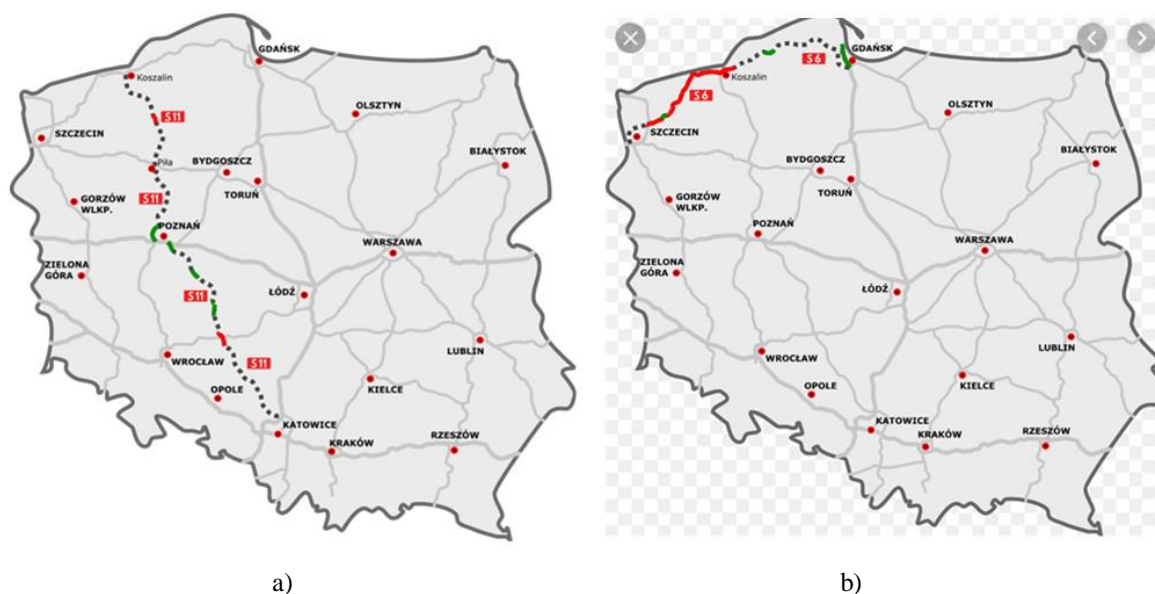 GDAŃSK
Koszalin
S11
OLSZTYN
SZCZECIN
Piła
BYDGOSZCZ
BIAŁYSTOK
TORUŃ
S11
GORZÓW
WLKP.
POZNAŃ
WARSZAWA
ZIELONA
GÓRA
S11
ŁÓDŹ
WROCŁAW
S11
LUBLIN
OPOLE
KIELCE
KATOWICE
KRAKÓW
RZESZÓW
a)
GDAŃSK
S6
Koszalin
S6
OLSZTYN
SZCZECIN
BIAŁYSTOK
BYDGOSZCZ
TORUŃ
GORZÓW
WLKP.
POZNAŃ
WARSZAWA
ZIELONA
GÓRA
ŁÓDŹ
LUBLIN
WROCŁAW
OPOLE
KIELCE
KATOWICE
KRAKÓW
RZESZÓW
b)